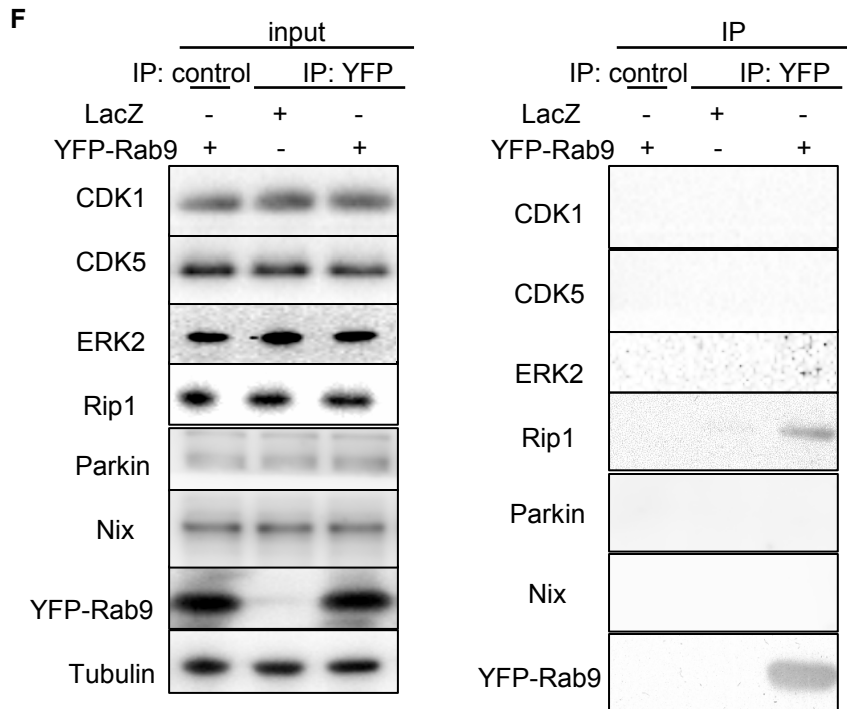 F
input
IP: control IP: YFP
LacZ - + -
YFP-Rab9 + - +
CDK1
CDK5
ERK2
Rip1
Parkin
Nix
YFP-Rab9
Tubulin
IP
IP: control IP: YFP
LacZ - + -
YFP-Rab9 + - +
CDK1
CDK5
ERK2
Rip1
Parkin
Nix
YFP-Rab9